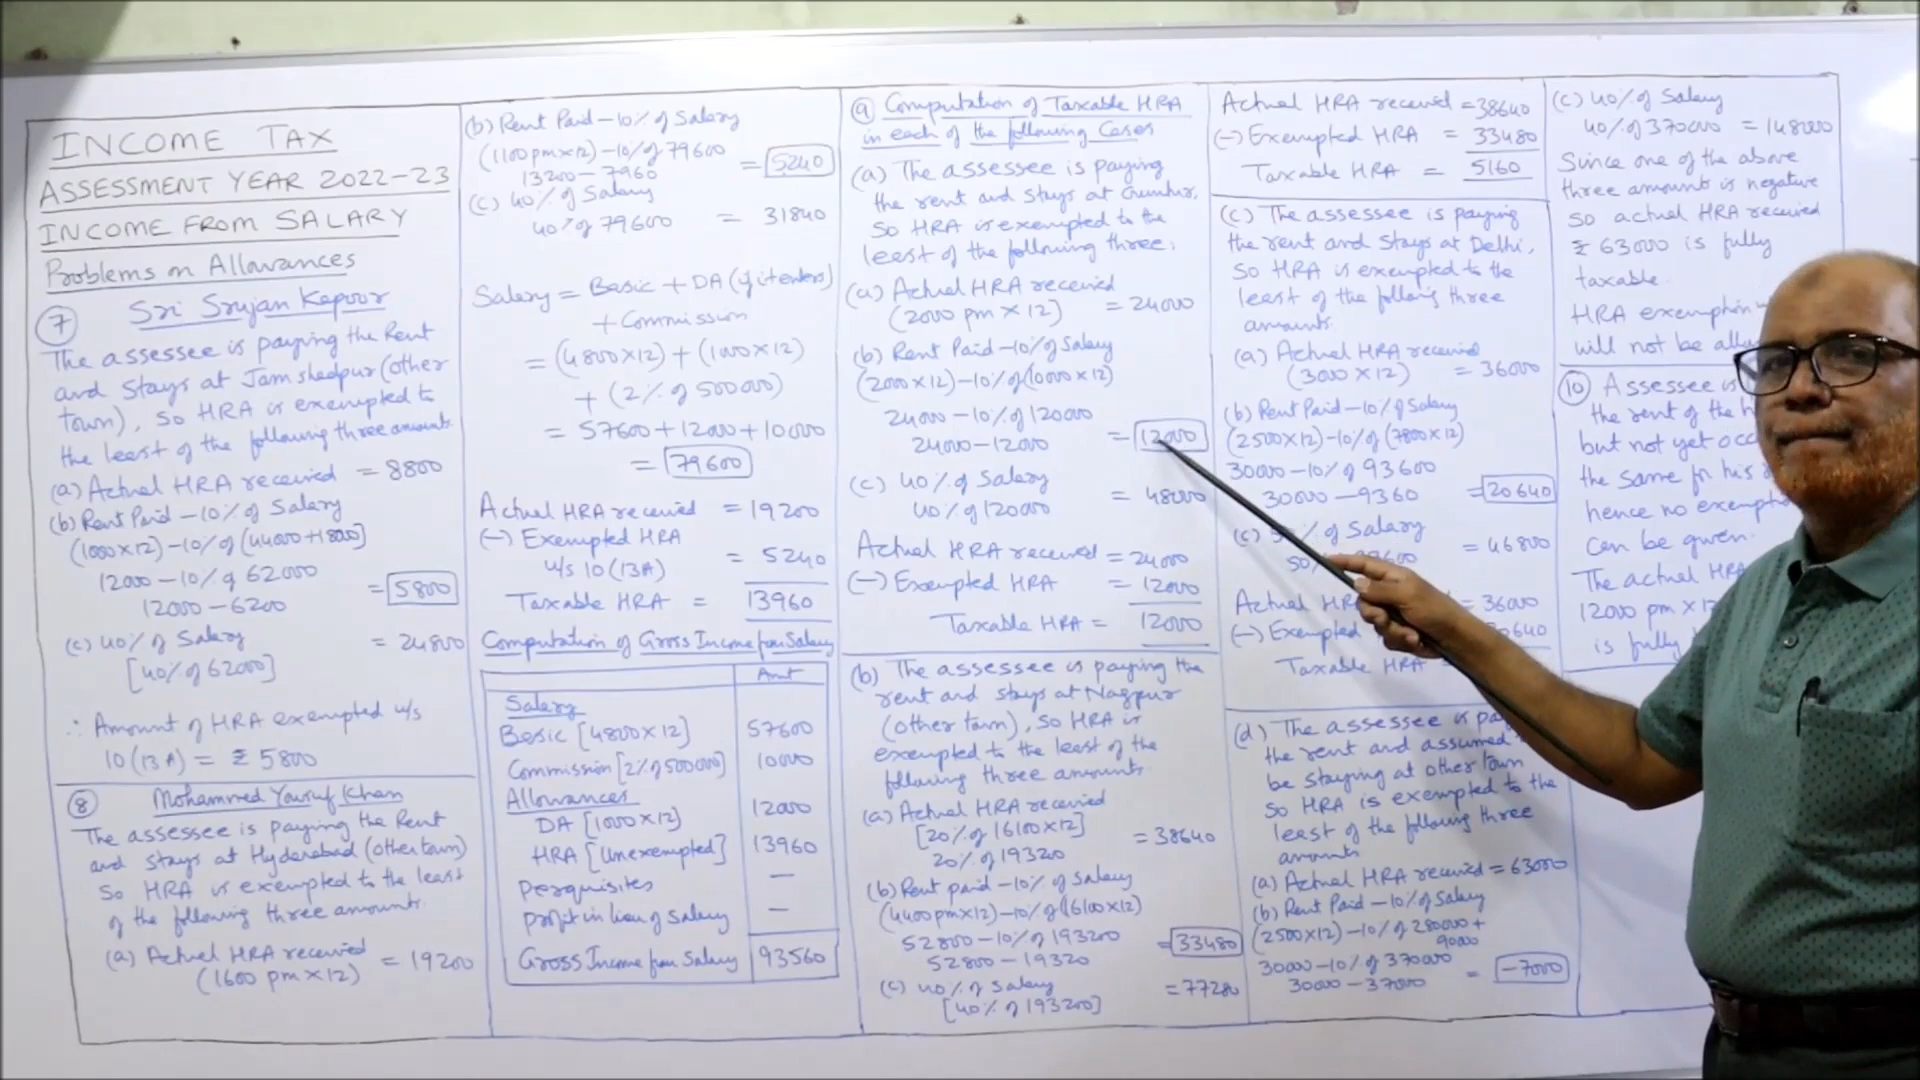 INCOME TAX
ASSESSMENT YEAR 2022-23
INCOME FROM SALARY
Problems on Allowances
7 Sri Srujan Kapoor
The assessee is paying the Rent
and stays at Jamshedpur (other
town), so HRA is exempted to
the least of the following three amounts
(a) Actual HRA received = 8800
(b) Rent Paid - 10% of Salary
(1000×12) - 10% of (44000+18000)
12000 - 10% of 62000
12000 - 6200 = 5800
(c) 40% of Salary = 24800
[40% of 62000]
∴ Amount of HRA exempted u/s
10(13A) = ₹ 5800
8 Mohammed Yousuf Khan
The assessee is paying the Rent
and stays at Hyderabad (other town)
So HRA is exempted to the least
of the following three amounts.
(a) Actual HRA received
(1600 pm × 12) = 19200
(b) Rent Paid - 10% of Salary
(1100 pm×12) - 10% of 79600
13200 - 7960 = 5240
(c) 40% of Salary
40% of 79600 = 31840
Salary = Basic + DA (if it enters)
+ Commission
= (4800×12) + (1000×12)
+ (2% of 500000)
= 57600 + 12000 + 10000
= 79600
Actual HRA received = 19200
(-) Exempted HRA
u/s 10(13A) = 5240
Taxable HRA = 13960
Computation of Gross Income from Salary
Amt
Salary
Basic [4800×12] 57600
Commission [2% of 500000] 10000
Allowances
DA [1000×12] 12000
HRA [Unexempted] 13960
Perquisites —
profit in lieu of Salary —
Gross Income from Salary 93560
9 Computation of Taxable HRA
in each of the following Cases
(a) The assessee is paying
the rent and stays at Guntur,
so HRA is exempted to the
least of the following three.
(a) Actual HRA received
(2000 pm × 12) = 24000
(b) Rent Paid - 10% of Salary
(2000×12) - 10% of (10000×12)
24000 - 10% of 120000
24000 - 12000 = 12000
(c) 40% of Salary
40% of 120000 = 48000
Actual HRA received = 24000
(-) Exempted HRA = 12000
Taxable HRA = 12000
(b) The assessee is paying the
rent and stays at Nagpur
(other town), so HRA is
exempted to the least of the
following three amounts
(a) Actual HRA received
[20% of 16100×12]
20% of 19320 = 38640
(b) Rent paid - 10% of Salary
(4400 pm×12) - 10% of (16100×12)
52800 - 10% of 193200
52800 - 19320 = 33480
(c) 40% of Salary
[40% of 193200] = 77280
Actual HRA received = 38640
(-) Exempted HRA = 33480
Taxable HRA = 5160
(c) The assessee is paying
the rent and stays at Delhi,
so HRA is exempted to the
least of the following three
amounts.
(a) Actual HRA received
(3000 × 12) = 36000
(b) Rent Paid - 10% of Salary
(2500×12) - 10% of (7800×12)
30000 - 10% of 93600
30000 - 9360 = 20640
(c) % of Salary
= 46800
Actual HRA = 36000
(-) Exempted
Taxable HRA
(d) The assessee is
the rent and assumed
be staying at other town
so HRA is exempted to the
least of the following three
amounts
(a) Actual HRA received = 63000
(b) Rent Paid - 10% of Salary
(2500×12) - 10% of 280000 +
90000
30000 - 10% of 370000
30000 - 37000 = -7000
(c) 40% of Salary
40% of 370000 = 148000
Since one of the above
three amounts is negative
so actual HRA received
₹ 63000 is fully
taxable.
HRA exemption
will not be
10 Assessee is
the rent of the
but not yet
the same for his
hence no
can be given.
The actual HRA
12000 pm ×
is fully